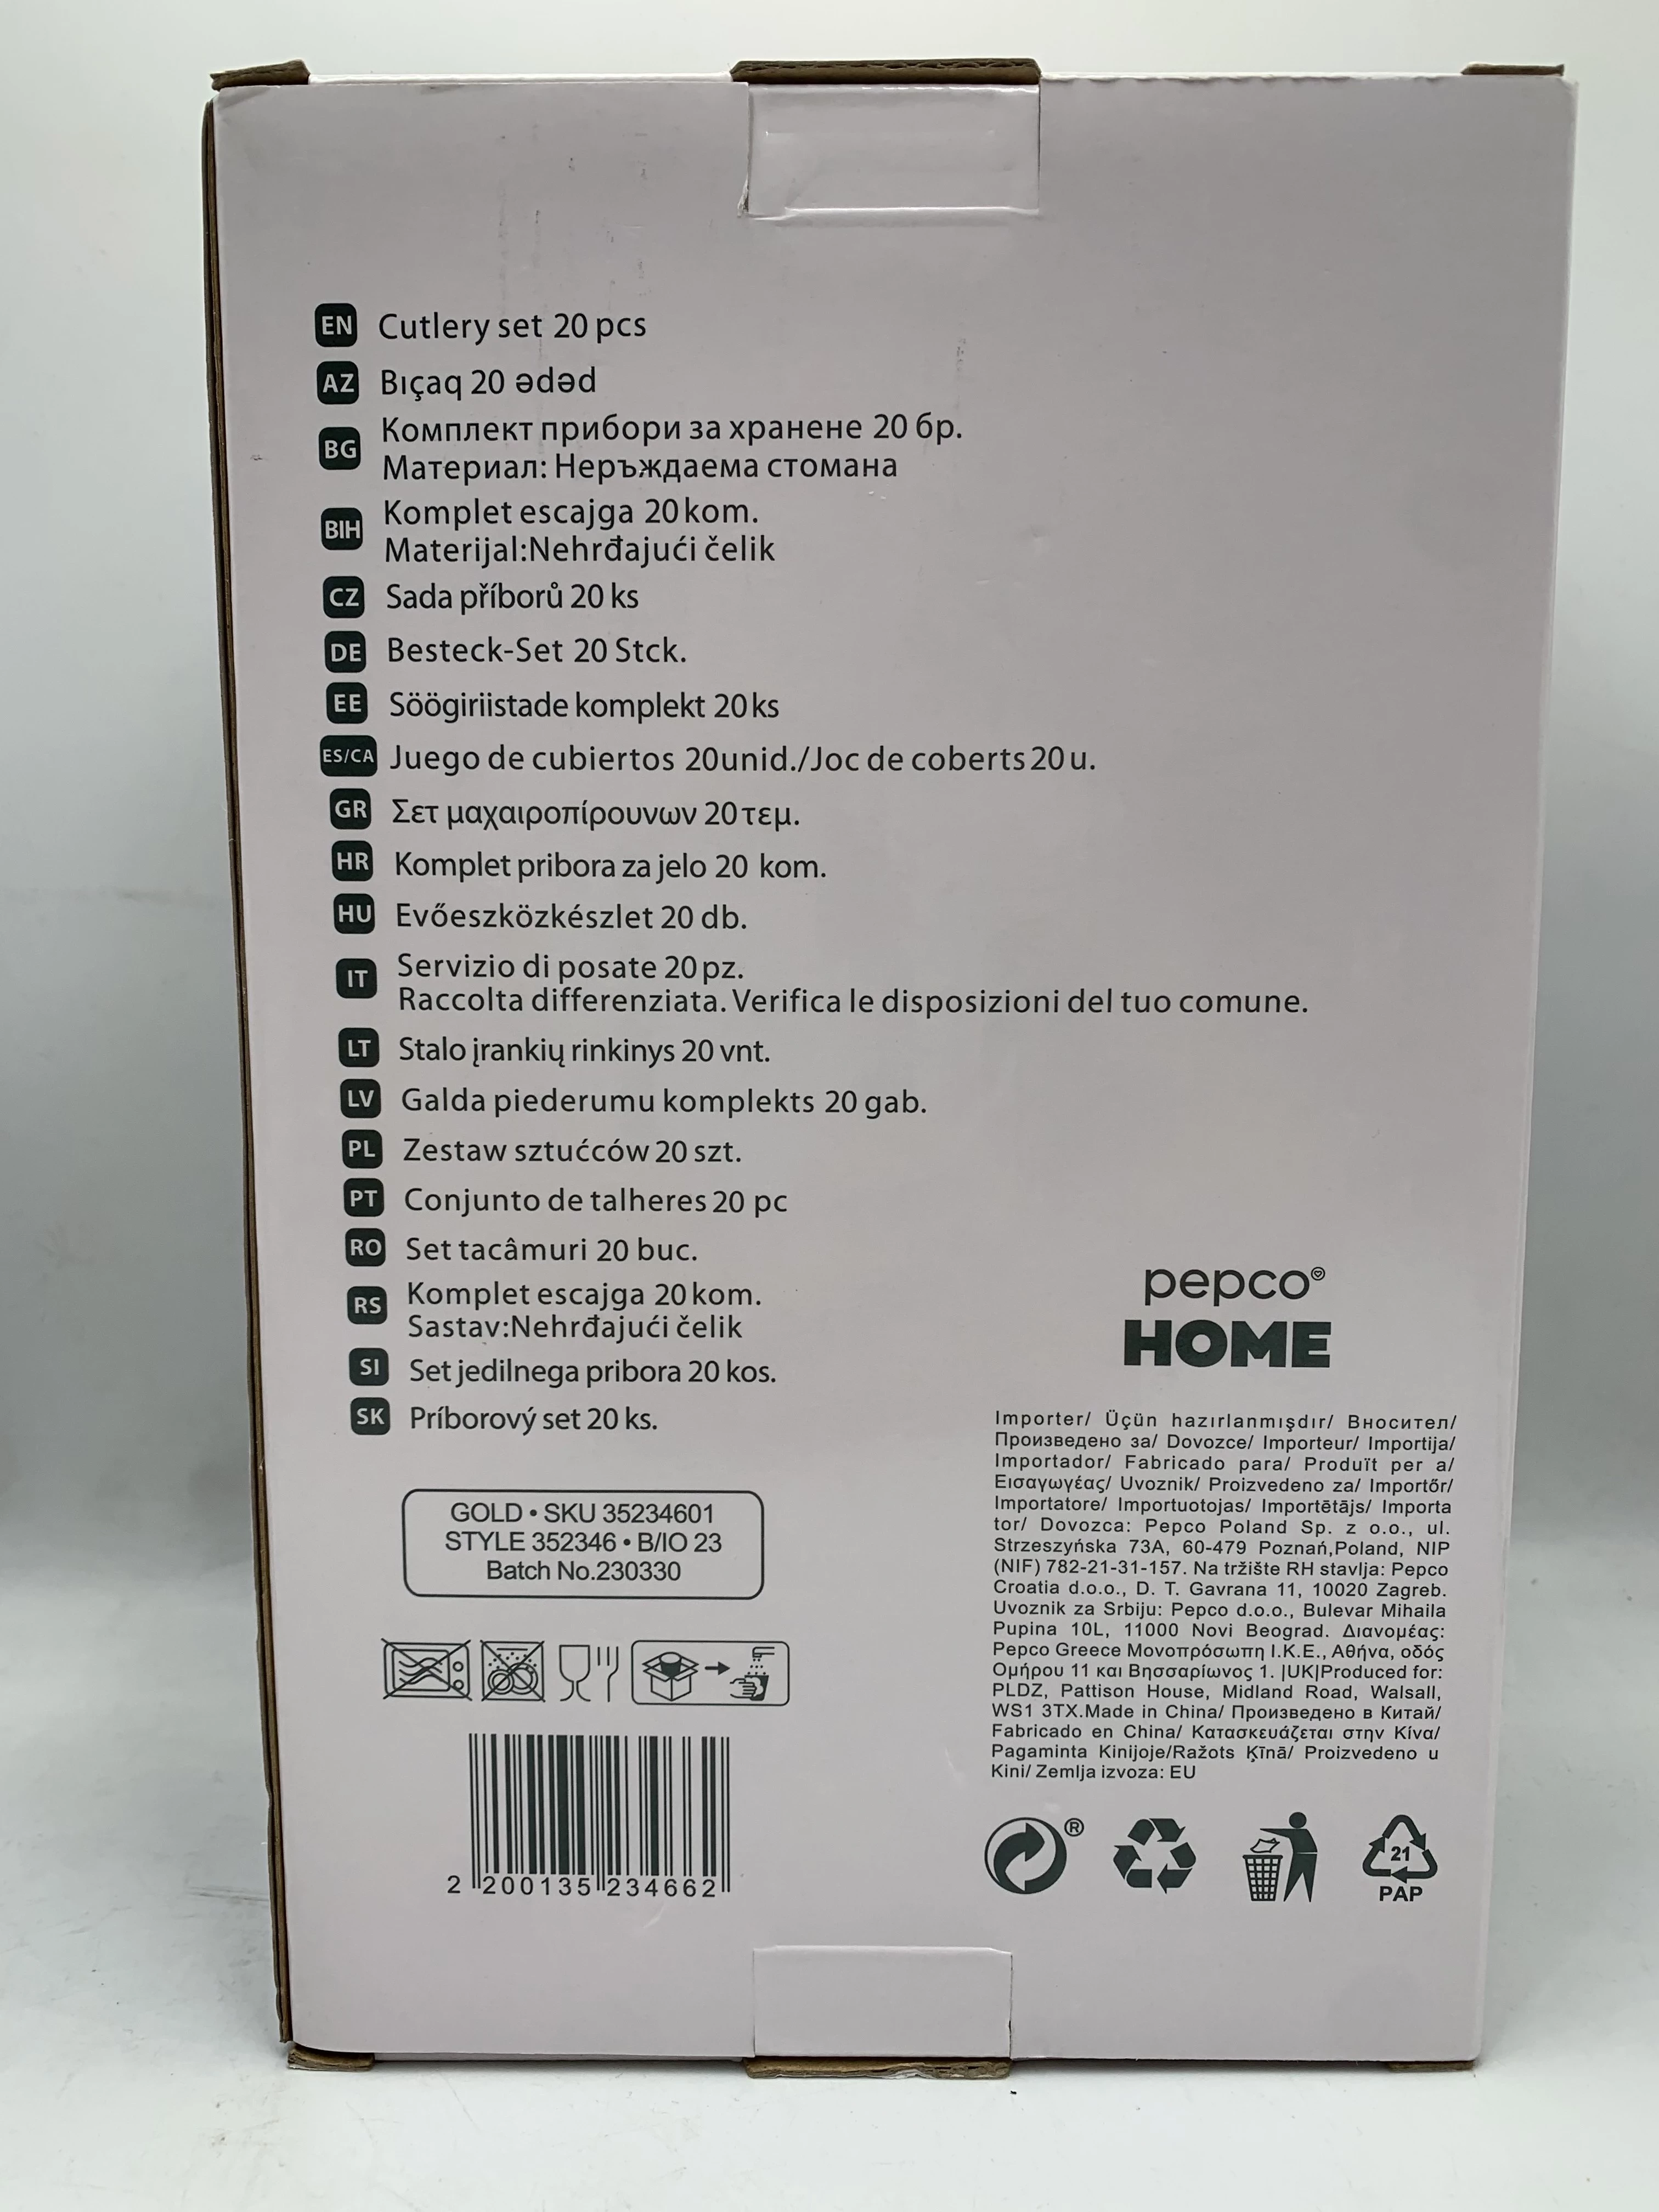 EN Cutlery set 20 pcs
AZ Bıçaq 20 ədəd
BG Комплект прибори за хранене 20 бр.
Материал: Неръждаема стомана
BIH Komplet escajga 20 kom.
Materijal:Nehrđajući čelik
CZ Sada příborů 20 ks
DE Besteck-Set 20 Stck.
EE Söögiriistade komplekt 20 ks
ES/CA Juego de cubiertos 20unid./Joc de coberts 20 u.
GR Σετ μαχαιροπίρουνων 20 τεμ.
HR Komplet pribora za jelo 20 kom.
HU Evőeszközkészlet 20 db.
IT Servizio di posate 20 pz.
Raccolta differenziata. Verifica le disposizioni del tuo comune.
LT Stalo įrankių rinkinys 20 vnt.
LV Galda piederumu komplekts 20 gab.
PL Zestaw sztućców 20 szt.
PT Conjunto de talheres 20 pc
RO Set tacâmuri 20 buc.
RS Komplet escajga 20 kom.
Sastav:Nehrđajući čelik
SI Set jedilnega pribora 20 kos.
SK Príborový set 20 ks.
GOLD • SKU 35234601
STYLE 352346 • B/IO 23
Batch No.230330
2 200135 234662
pepco
HOME
Importer/ Üçün hazırlanmışdır/ Вносител/
Произведено за/ Dovozce/ Importeur/ Importija/
Importador/ Fabricado para/ Produït per a/
Εισαγωγέας/ Uvoznik/ Proizvedeno za/ Importőr/
Importatore/ Importuotojas/ Importētājs/ Importa
tor/ Dovozca: Pepco Poland Sp. z o.o., ul.
Strzeszyńska 73A, 60-479 Poznań,Poland, NIP
(NIF) 782-21-31-157. Na tržište RH stavlja: Pepco
Croatia d.o.o., D. T. Gavrana 11, 10020 Zagreb.
Uvoznik za Srbiju: Pepco d.o.o., Bulevar Mihaila
Pupina 10L, 11000 Novi Beograd. Διανομέας:
Pepco Greece Μονοπρόσωπη Ι.Κ.Ε., Αθήνα, οδός
Ομήρου 11 και Βησσαρίωνος 1. |UK|Produced for:
PLDZ, Pattison House, Midland Road, Walsall,
WS1 3TX.Made in China/ Произведено в Китай/
Fabricado en China/ Κατασκευάζεται στην Κίνα/
Pagaminta Kinijoje/Ražots Ķīnā/ Proizvedeno u
Kini/ Zemlja izvoza: EU
®
21
PAP